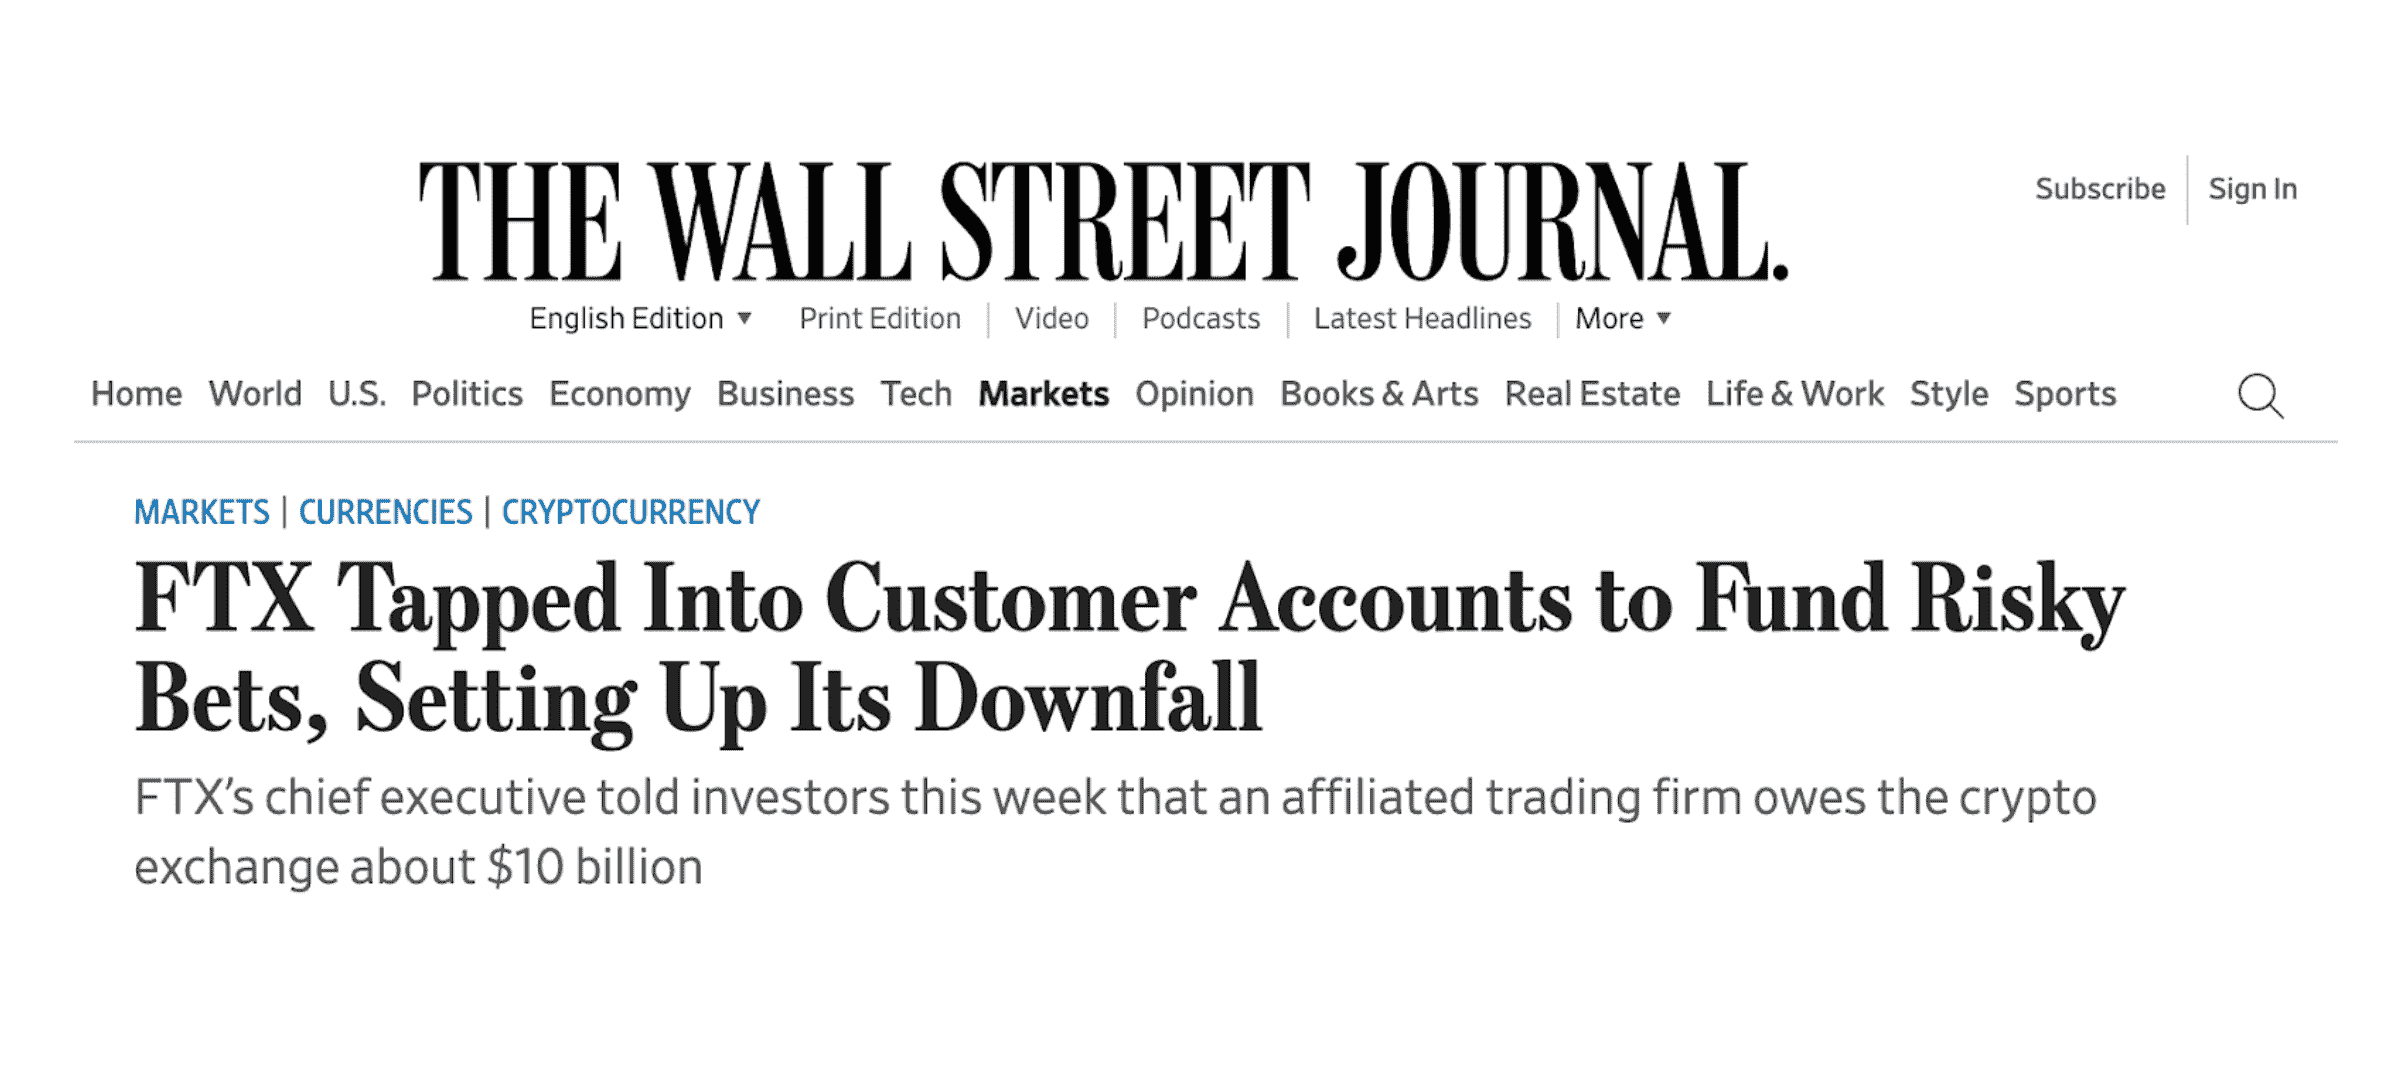 THE WALL STREET JOURNAL.
Subscribe | Sign In
English Edition ▼ Print Edition | Video | Podcasts | Latest Headlines | More ▼
Home World U.S. Politics Economy Business Tech Markets Opinion Books & Arts Real Estate Life & Work Style Sports
MARKETS | CURRENCIES | CRYPTOCURRENCY
FTX Tapped Into Customer Accounts to Fund Risky
Bets, Setting Up Its Downfall
FTX’s chief executive told investors this week that an affiliated trading firm owes the crypto
exchange about $10 billion